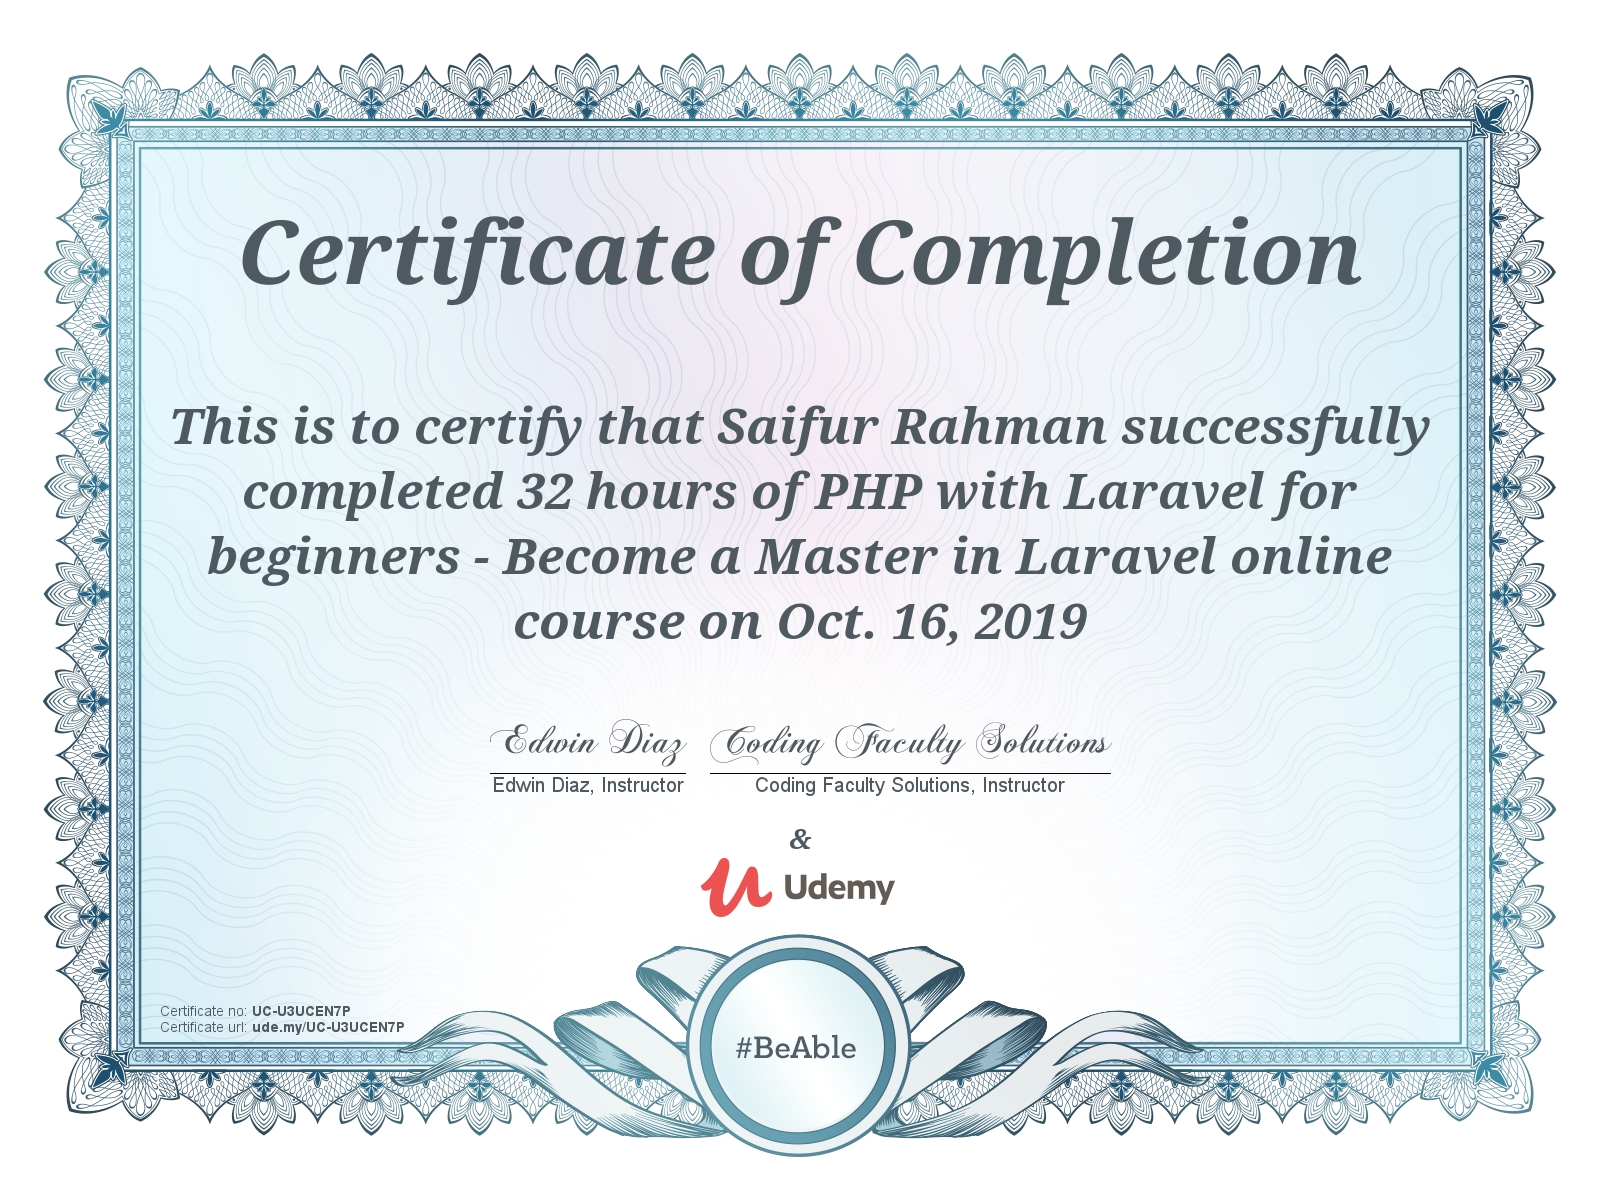 Certificate of Completion
This is to certify that Saifur Rahman successfully
completed 32 hours of PHP with Laravel for
beginners - Become a Master in Laravel online
course on Oct. 16, 2019
Edwin Diaz Coding Faculty Solutions
Edwin Diaz, Instructor Coding Faculty Solutions, Instructor
&
Udemy
Certificate no: UC-U3UCEN7P
Certificate url: ude.my/UC-U3UCEN7P
#BeAble